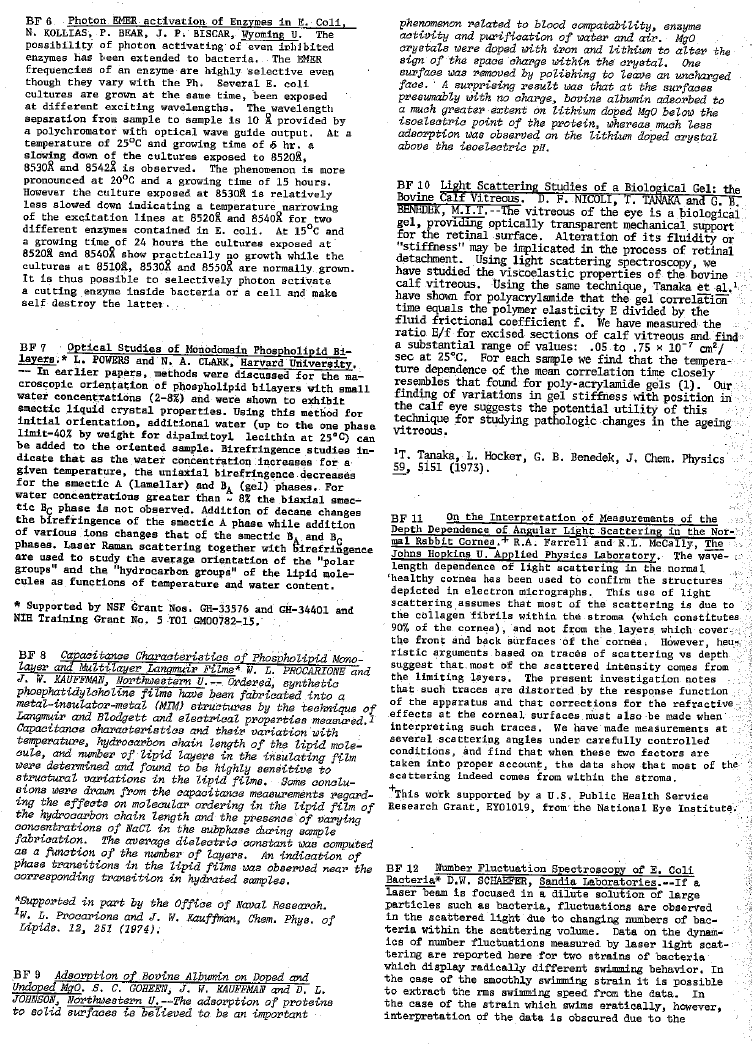 BF 6  Photon EMER activation of Enzymes in E. Coli,
N. KOLLIAS, P. BEAR, J. P. BISCAR, Wyoming U.  The
possibility of photon activating of even inhibited
enzymes has been extended to bacteria.  The EMER
frequencies of an enzyme are highly selective even
though they vary with the Ph.  Several E. coli
cultures are grown at the same time, been exposed
at different exciting wavelengths.  The wavelength
separation from sample to sample is 10 Å provided by
a polychromator with optical wave guide output.  At a
temperature of 25°C and growing time of 6 hr. a
slowing down of the cultures exposed to 8520Å,
8530Å and 8542Å is observed.  The phenomenon is more
pronounced at 20°C and a growing time of 15 hours.
However the culture exposed at 8530Å is relatively
less slowed down indicating a temperature narrowing
of the excitation lines at 8520Å and 8540Å for two
different enzymes contained in E. coli.  At 15°C and
a growing time of 24 hours the cultures exposed at
8520Å and 8540Å show practically no growth while the
cultures at 8510Å, 8530Å and 8550Å are normally grown.
It is thus possible to selectively photon activate
a cutting enzyme inside bacteria or a cell and make
self destroy the latter.
BF 7  Optical Studies of Monodomain Phospholipid Bi-
layers.* L. POWERS and N. A. CLARK, Harvard University.
-- In earlier papers, methods were discussed for the ma-
croscopic orientation of phospholipid bilayers with small
water concentrations (2-8%) and were shown to exhibit
smectic liquid crystal properties. Using this method for
initial orientation, additional water (up to the one phase
limit-40% by weight for dipalmitoyl lecithin at 25°C) can
be added to the oriented sample. Birefringence studies in-
dicate that as the water concentration increases for a
given temperature, the uniaxial birefringence decreases
for the smectic A (lamellar) and BA (gel) phases. For
water concentrations greater than ~ 8% the biaxial smec-
tic BC phase is not observed. Addition of decane changes
the birefringence of the smectic A phase while addition
of various ions changes that of the smectic BA and BC
phases. Laser Raman scattering together with birefringence
are used to study the average orientation of the "polar
groups" and the "hydrocarbon groups" of the lipid mole-
cules as functions of temperature and water content.
* Supported by NSF Grant Nos. GH-33576 and GH-34401 and
NIH Training Grant No. 5 TO1 GM00782-15.
BF 8  Capacitance Characteristics of Phospholipid Mono-
layer and Multilayer Langmuir Films* W. L. PROCARIONE and
J. W. KAUFFMAN, Northwestern U.-- Ordered, synthetic
phosphatidylcholine films have been fabricated into a
metal-insulator-metal (MIM) structures by the technique of
Langmuir and Blodgett and electrical properties measured.1
Capacitance characteristics and their variation with
temperature, hydrocarbon chain length of the lipid mole-
cule, and number of lipid layers in the insulating film
were determined and found to be highly sensitive to
structural variations in the lipid films.  Some conclu-
sions were drawn from the capacitance measurements regard-
ing the effects on molecular ordering in the lipid film of
the hydrocarbon chain length and the presence of varying
concentrations of NaCl in the subphase during sample
fabrication.  The average dielectric constant was computed
as a function of the number of layers.  An indication of
phase transitions in the lipid films was observed near the
corresponding transition in hydrated samples.
*Supported in part by the Office of Naval Research.
1W. L. Procarione and J. W. Kauffman, Chem. Phys. of
Lipids. 12, 251 (1974).
BF 9  Adsorption of Bovine Albumin on Doped and
Undoped MgO. S. C. GOHEEN, J. W. KAUFFMAN and D. L.
JOHNSON, Northwestern U.--The adsorption of proteins
to solid surfaces is believed to be an important
phenomenon related to blood compatability, enzyme
activity and purification of water and air.  MgO
crystals were doped with iron and lithium to alter the
sign of the space charge within the crystal.  One
surface was removed by polishing to leave an uncharged
face.  A surprising result was that at the surfaces
presumably with no charge, bovine albumin adsorbed to
a much greater extent on lithium doped MgO below the
isoelectric point of the protein, whereas much less
adsorption was observed on the lithium doped crystal
above the isoelectric pH.
BF 10  Light Scattering Studies of a Biological Gel: the
Bovine Calf Vitreous.  D. F. NICOLI, T. TANAKA and G. B.
BENEDEK, M.I.T.--The vitreous of the eye is a biological
gel, providing optically transparent mechanical support
for the retinal surface.  Alteration of its fluidity or
"stiffness" may be implicated in the process of retinal
detachment.  Using light scattering spectroscopy, we
have studied the viscoelastic properties of the bovine
calf vitreous.  Using the same technique, Tanaka et al.1
have shown for polyacrylamide that the gel correlation
time equals the polymer elasticity E divided by the
fluid frictional coefficient f.  We have measured the
ratio E/f for excised sections of calf vitreous and find
a substantial range of values:  .05 to .75 × 10⁻⁷ cm²/
sec at 25°C.  For each sample we find that the tempera-
ture dependence of the mean correlation time closely
resembles that found for poly-acrylamide gels (1).  Our
finding of variations in gel stiffness with position in
the calf eye suggests the potential utility of this
technique for studying pathologic changes in the ageing
vitreous.
1T. Tanaka, L. Hocker, G. B. Benedek, J. Chem. Physics
59, 5151 (1973).
BF 11  On the Interpretation of Measurements of the
Depth Dependence of Angular Light Scattering in the Nor-
mal Rabbit Cornea.+ R.A. Farrell and R.L. McCally, The
Johns Hopkins U. Applied Physics Laboratory.  The wave-
length dependence of light scattering in the normal
healthy cornea has been used to confirm the structures
depicted in electron micrographs.  This use of light
scattering assumes that most of the scattering is due to
the collagen fibrils within the stroma (which constitutes
90% of the cornea), and not from the layers which cover
the front and back surfaces of the cornea.  However, heu-
ristic arguments based on traces of scattering vs depth
suggest that most of the scattered intensity comes from
the limiting layers.  The present investigation notes
that such traces are distorted by the response function
of the apparatus and that corrections for the refractive
effects at the corneal surfaces must also be made when
interpreting such traces.  We have made measurements at
several scattering angles under carefully controlled
conditions, and find that when these two factors are
taken into proper account, the data show that most of the
scattering indeed comes from within the stroma.
+This work supported by a U.S. Public Health Service
Research Grant, EY01019, from the National Eye Institute.
BF 12  Number Fluctuation Spectroscopy of E. Coli
Bacteria* D.W. SCHAEFER, Sandia Laboratories.--If a
laser beam is focused in a dilute solution of large
particles such as bacteria, fluctuations are observed
in the scattered light due to changing numbers of bac-
teria within the scattering volume.  Data on the dynam-
ics of number fluctuations measured by laser light scat-
tering are reported here for two strains of bacteria
which display radically different swimming behavior. In
the case of the smoothly swimming strain it is possible
to extract the rms swimming speed from the data.  In
the case of the strain which swims eratically, however,
interpretation of the data is obscured due to the